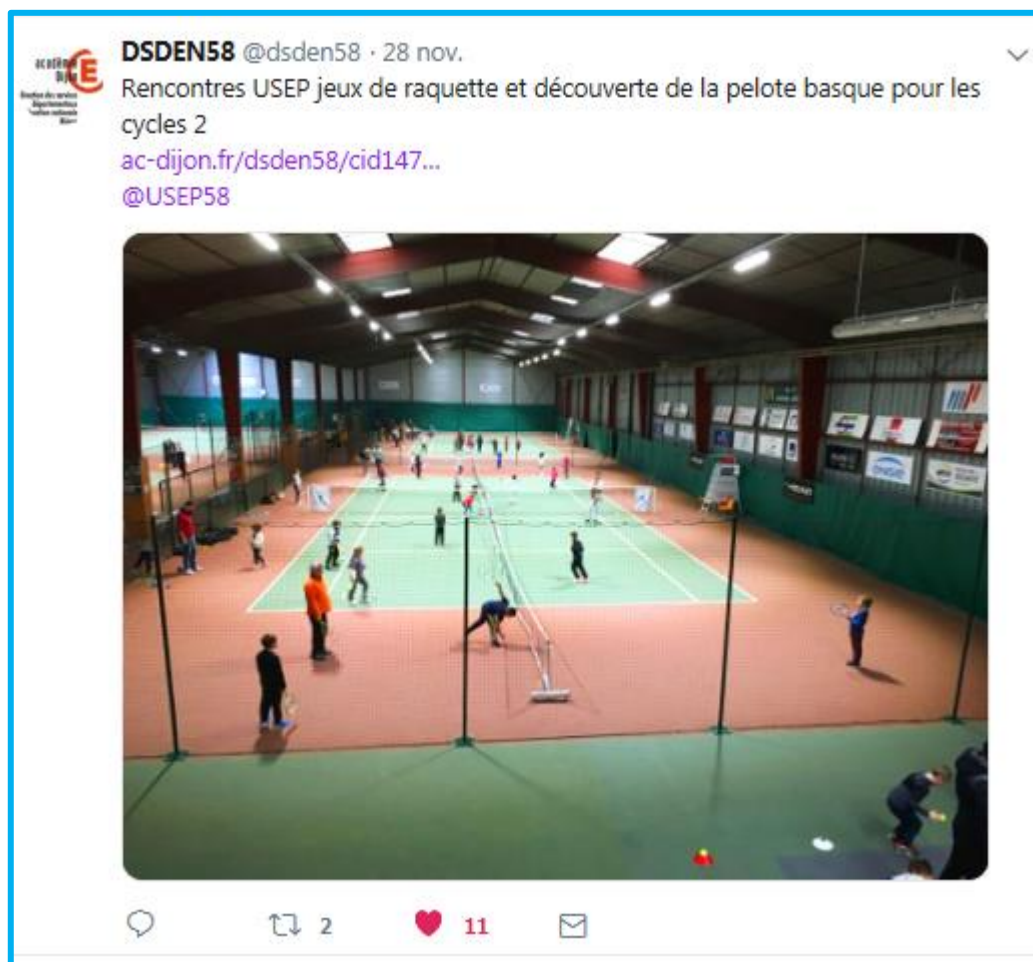 DSDEN58 @dsden58 · 28 nov.
Rencontres USEP jeux de raquette et découverte de la pelote basque pour les
cycles 2
ac-dijon.fr/dsden58/cid147...
@USEP58
HEAD
2
11